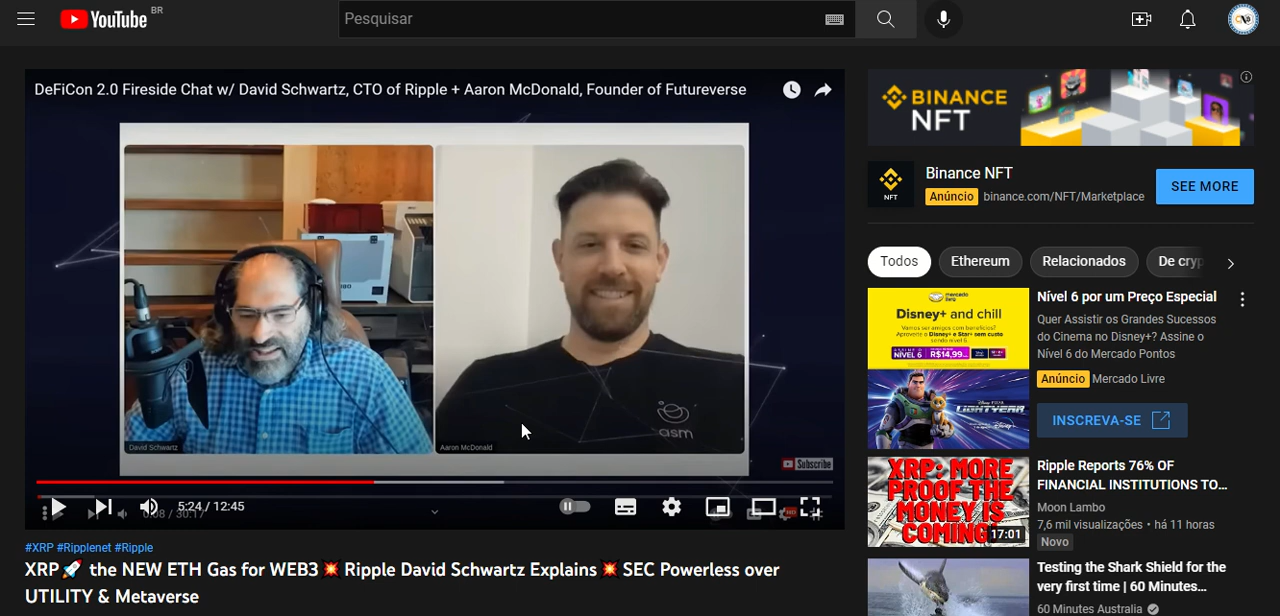 YouTube BR
Pesquisar
DeFiCon 2.0 Fireside Chat w/ David Schwartz, CTO of Ripple + Aaron McDonald, Founder of Futureverse
David Schwartz
Aaron McDonald
asm
Subscribe
5:24 / 12:45
#XRP #Ripplenet #Ripple
XRP🚀 the NEW ETH Gas for WEB3💥 Ripple David Schwartz Explains💥 SEC Powerless over
UTILITY & Metaverse
BINANCE
NFT
NFT
Binance NFT
Anúncio binance.com/NFT/Marketplace
SEE MORE
Todos
Ethereum
Relacionados
De cryp
mercado
livre
Disney+ and chill
NÍVEL 6 R$14,99...
LIGHTYEAR
Nível 6 por um Preço Especial
Quer Assistir os Grandes Sucessos
do Cinema no Disney+? Assine o
Nível 6 do Mercado Pontos
Anúncio Mercado Livre
INSCREVA-SE
XRP: MORE
PROOF THE
MONEY IS
COMING
17:01
Ripple Reports 76% OF
FINANCIAL INSTITUTIONS TO...
Moon Lambo
7,6 mil visualizações • há 11 horas
Novo
Testing the Shark Shield for the
very first time | 60 Minutes...
60 Minutes Australia